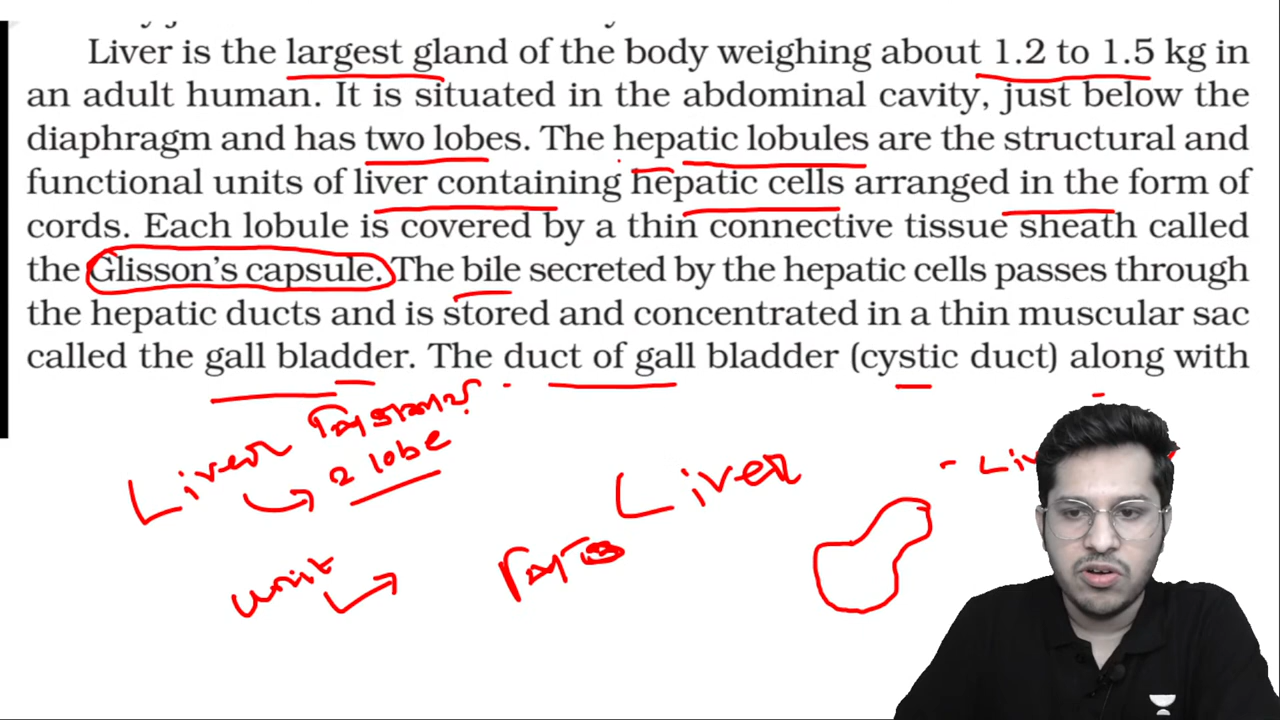 Liver is the largest gland of the body weighing about 1.2 to 1.5 kg in
an adult human. It is situated in the abdominal cavity, just below the
diaphragm and has two lobes. The hepatic lobules are the structural and
functional units of liver containing hepatic cells arranged in the form of
cords. Each lobule is covered by a thin connective tissue sheath called
the Glisson's capsule. The bile secreted by the hepatic cells passes through
the hepatic ducts and is stored and concentrated in a thin muscular sac
called the gall bladder. The duct of gall bladder (cystic duct) along with
Liver
2 lobe
Liver
unit